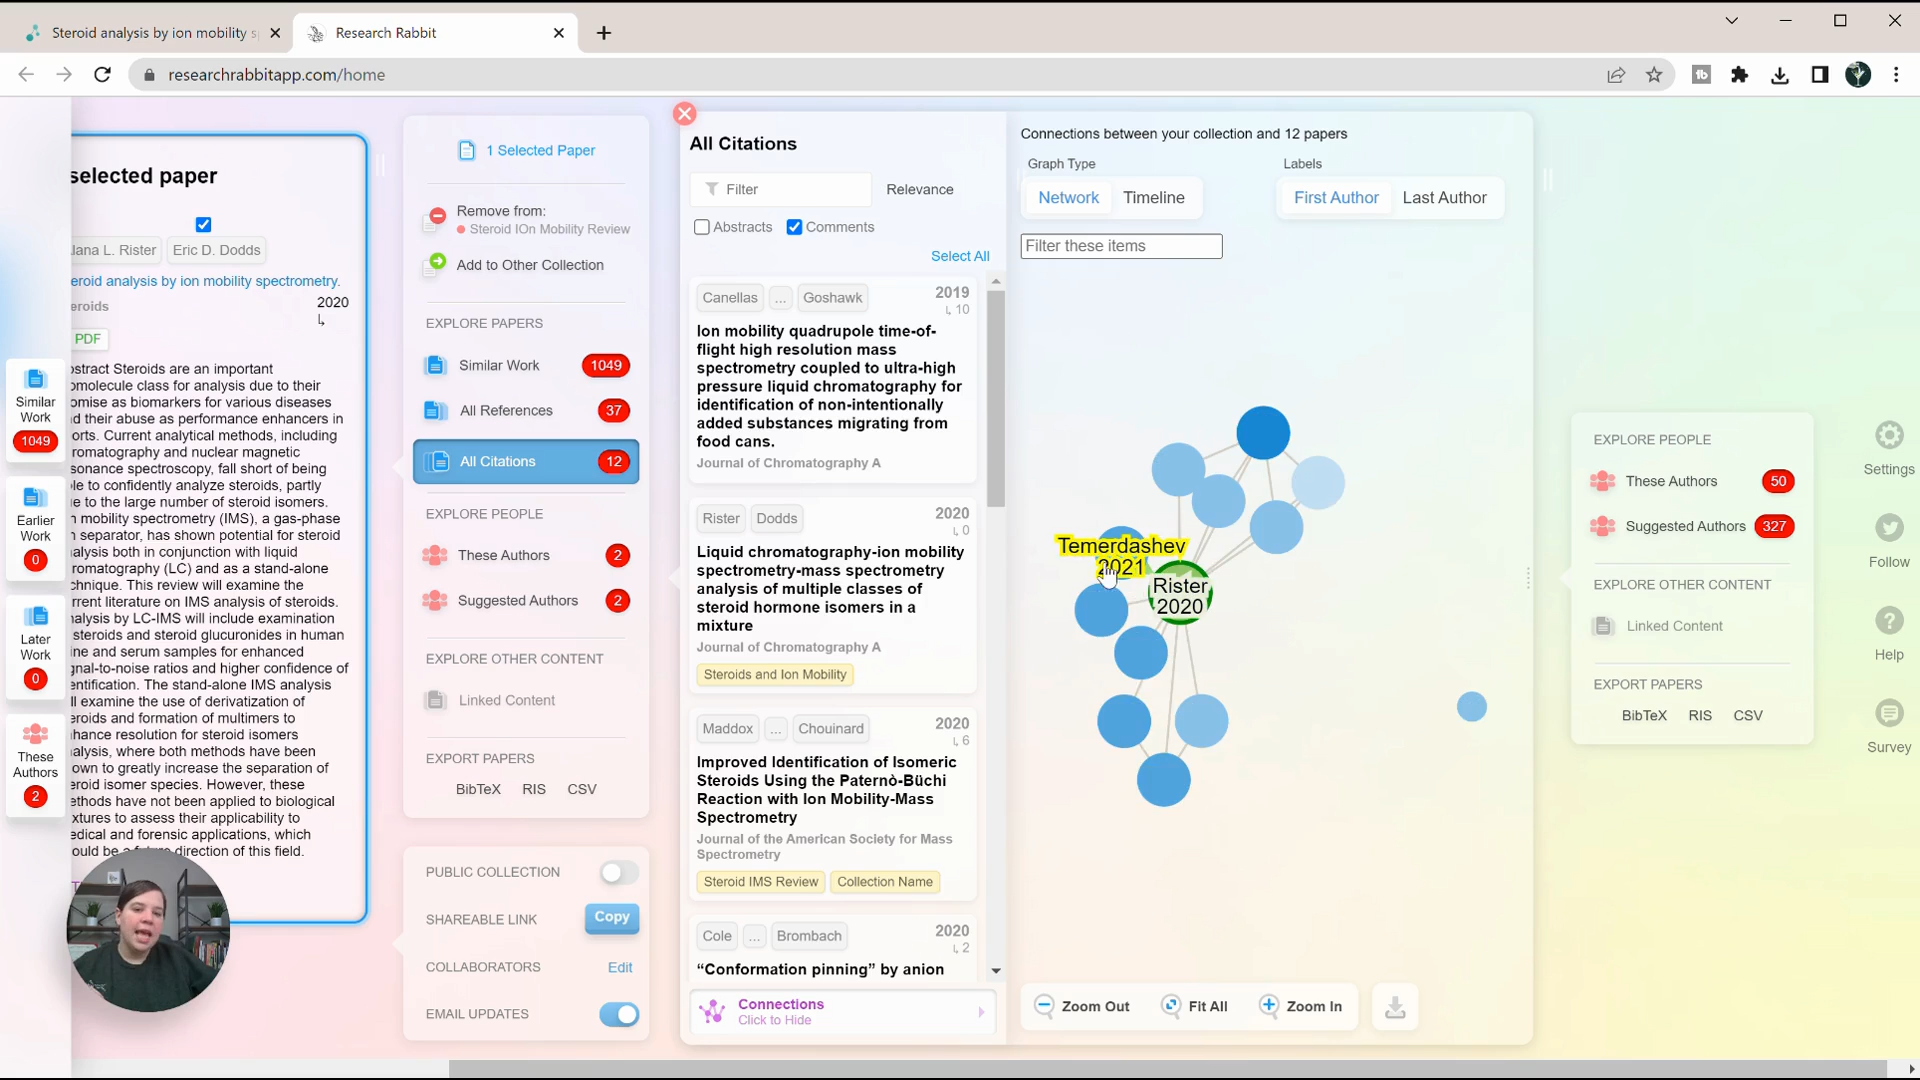 Steroid analysis by ion mobility s
Research Rabbit
researchrabbitapp.com/home
selected paper
lana L. Rister
Eric D. Dodds
eroid analysis by ion mobility spectrometry.
eroids
2020
PDF
ostract Steroids are an important
omolecule class for analysis due to their
omise as biomarkers for various diseases
nd their abuse as performance enhancers in
orts. Current analytical methods, including
romatography and nuclear magnetic
sonance spectroscopy, fall short of being
le to confidently analyze steroids, partly
ue to the large number of steroid isomers.
n mobility spectrometry (IMS), a gas-phase
n separator, has shown potential for steroid
alysis both in conjunction with liquid
romatography (LC) and as a stand-alone
chnique. This review will examine the
rrent literature on IMS analysis of steroids.
nalysis by LC-IMS will include examination
steroids and steroid glucuronides in human
ine and serum samples for enhanced
gnal-to-noise ratios and higher confidence of
entification. The stand-alone IMS analysis
ll examine the use of derivatization of
eroids and formation of multimers to
hance resolution for steroid isomers
alysis, where both methods have been
own to greatly increase the separation of
eroid isomer species. However, these
ethods have not been applied to biological
xtures to assess their applicability to
edical and forensic applications, which
ould be a future direction of this field.
Similar
Work
1049
Earlier
Work
0
Later
Work
0
These
Authors
2
1 Selected Paper
Remove from:
Steroid IOn Mobility Review
Add to Other Collection
EXPLORE PAPERS
Similar Work 1049
All References 37
All Citations 12
EXPLORE PEOPLE
These Authors 2
Suggested Authors 2
EXPLORE OTHER CONTENT
Linked Content
EXPORT PAPERS
BibTeX RIS CSV
PUBLIC COLLECTION
SHAREABLE LINK Copy
COLLABORATORS Edit
EMAIL UPDATES
All Citations
Filter
Relevance
Abstracts Comments
Select All
Canellas ... Goshawk 2019
10
Ion mobility quadrupole time-of-
flight high resolution mass
spectrometry coupled to ultra-high
pressure liquid chromatography for
identification of non-intentionally
added substances migrating from
food cans.
Journal of Chromatography A
Rister Dodds 2020
0
Liquid chromatography-ion mobility
spectrometry-mass spectrometry
analysis of multiple classes of
steroid hormone isomers in a
mixture
Journal of Chromatography A
Steroids and Ion Mobility
Maddox ... Chouinard 2020
6
Improved Identification of Isomeric
Steroids Using the Paternò-Büchi
Reaction with Ion Mobility-Mass
Spectrometry
Journal of the American Society for Mass
Spectrometry
Steroid IMS Review Collection Name
Cole ... Brombach 2020
2
“Conformation pinning” by anion
Connections
Click to Hide
Connections between your collection and 12 papers
Graph Type
Network Timeline
Labels
First Author Last Author
Filter these items
Temerdashev
2021
Rister
2020
Zoom Out Fit All Zoom In
EXPLORE PEOPLE
These Authors 50
Suggested Authors 327
EXPLORE OTHER CONTENT
Linked Content
EXPORT PAPERS
BibTeX RIS CSV
Settings
Follow
Help
Survey